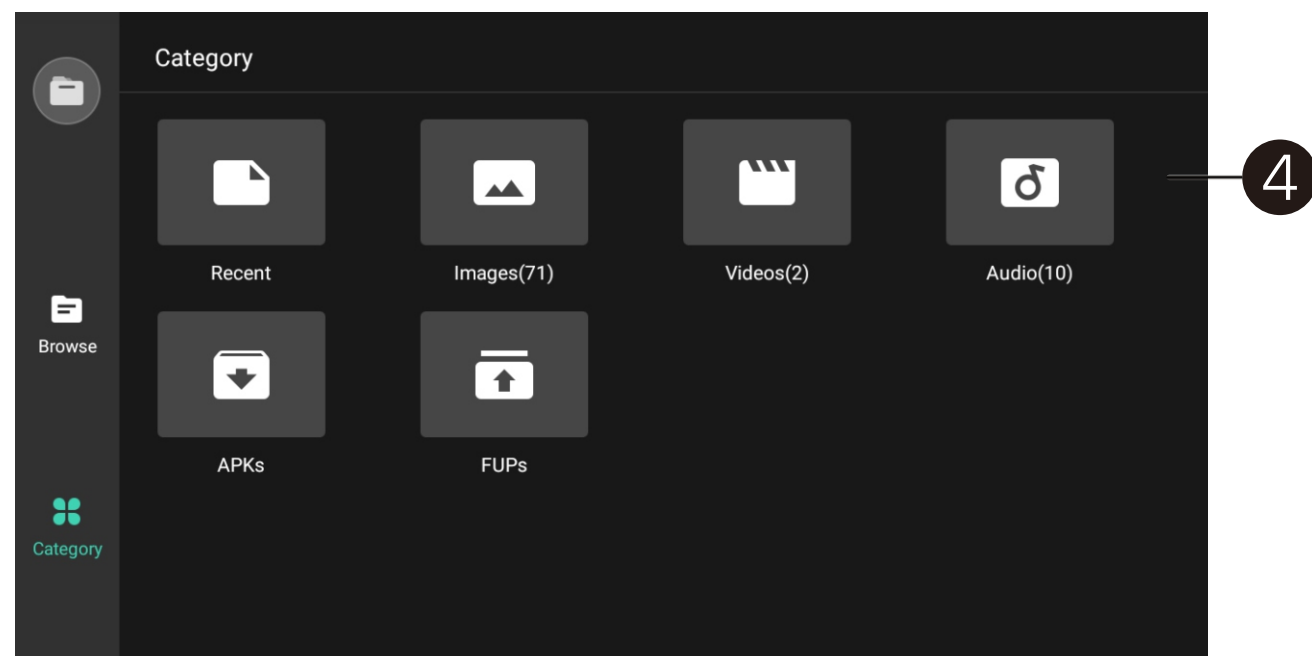 Category
4
Recent
Images(71)
Videos(2)
Audio(10)
Browse
APKs
FUPs
Category